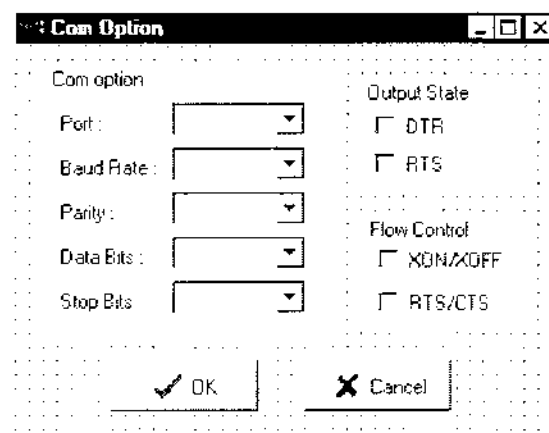 Com Option
Com option
Port :
Baud Rate :
Parity :
Data Bits :
Stop Bits
Output State
DTR
RTS
Flow Control
XON/XOFF
RTS/CTS
OK
Cancel